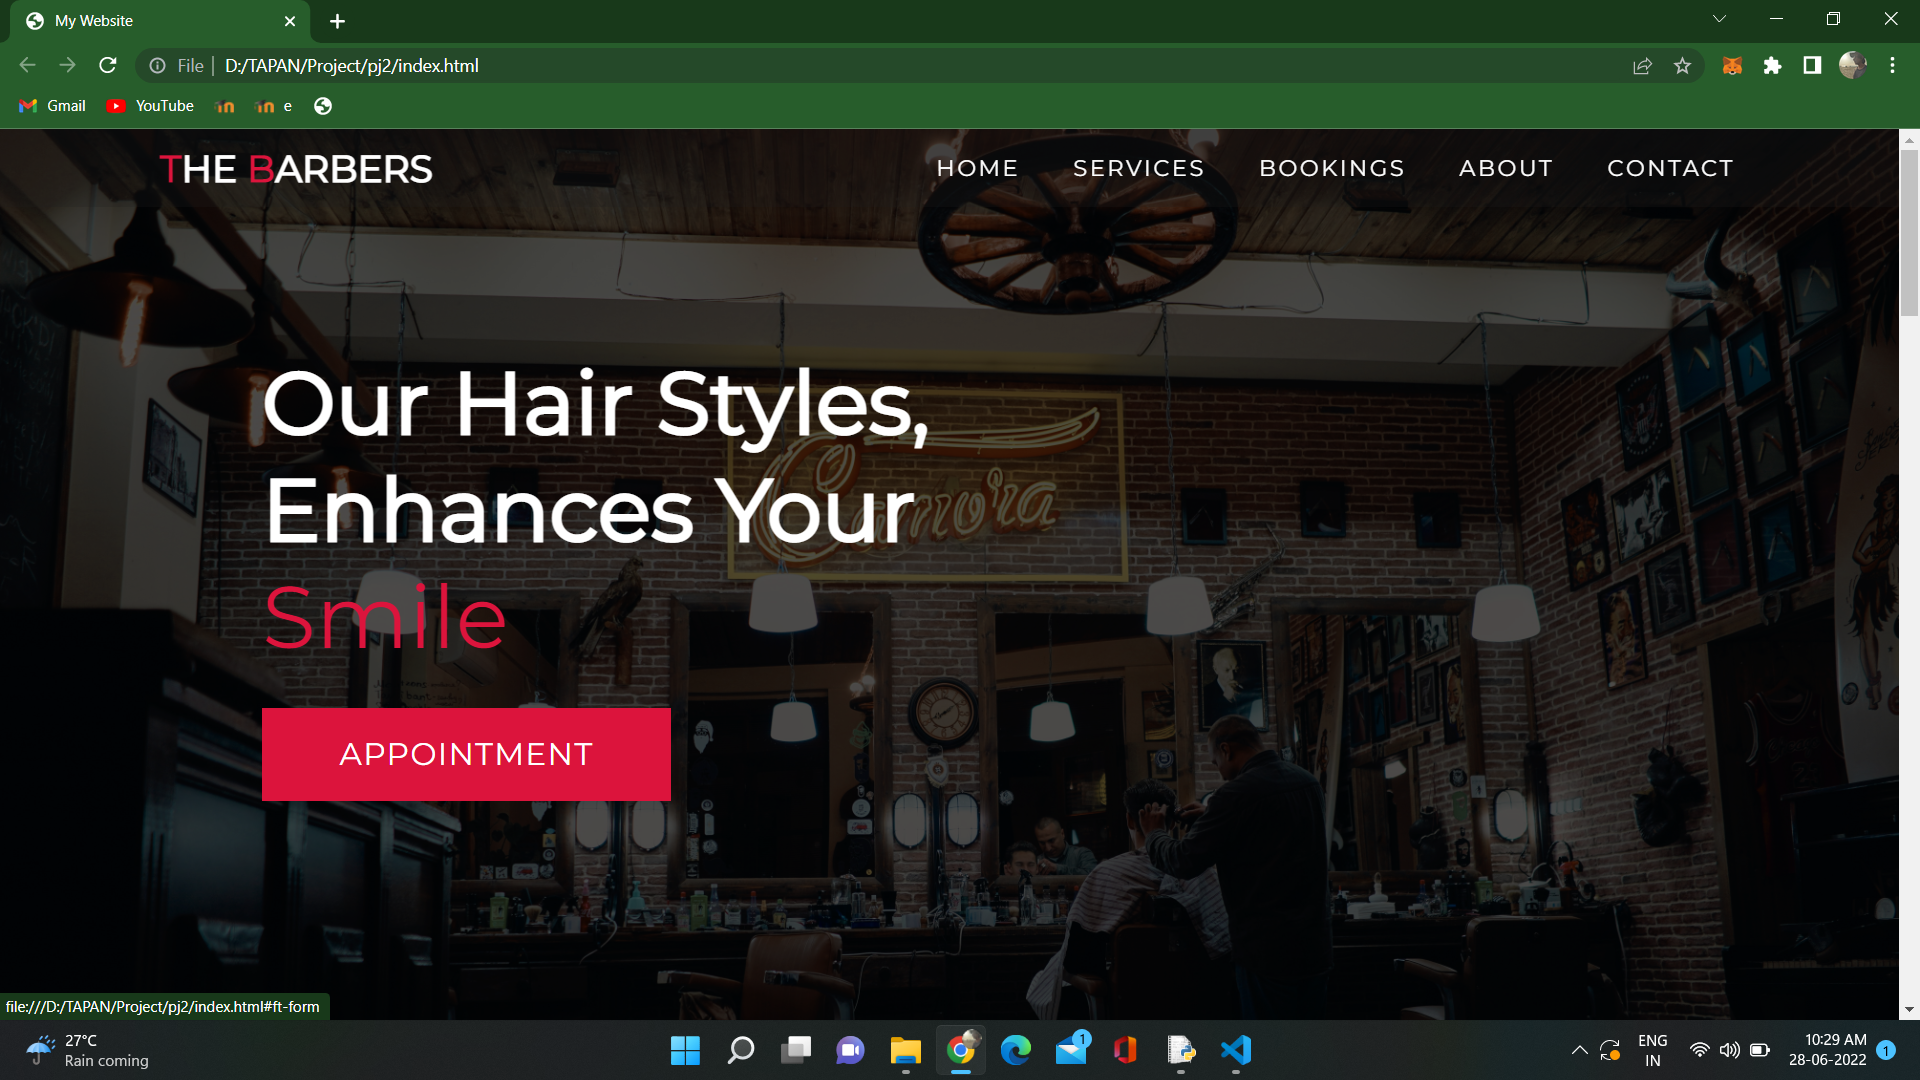 My Website
File
D:/TAPAN/Project/pj2/index.html
Gmail
YouTube
e
THE BARBERS
HOME
SERVICES
BOOKINGS
ABOUT
CONTACT
Our Hair Styles,
Enhances Your
Smile
APPOINTMENT
file:///D:/TAPAN/Project/pj2/index.html#ft-form
27°C
Rain coming
1
ENG
IN
10:29 AM
28-06-2022
1